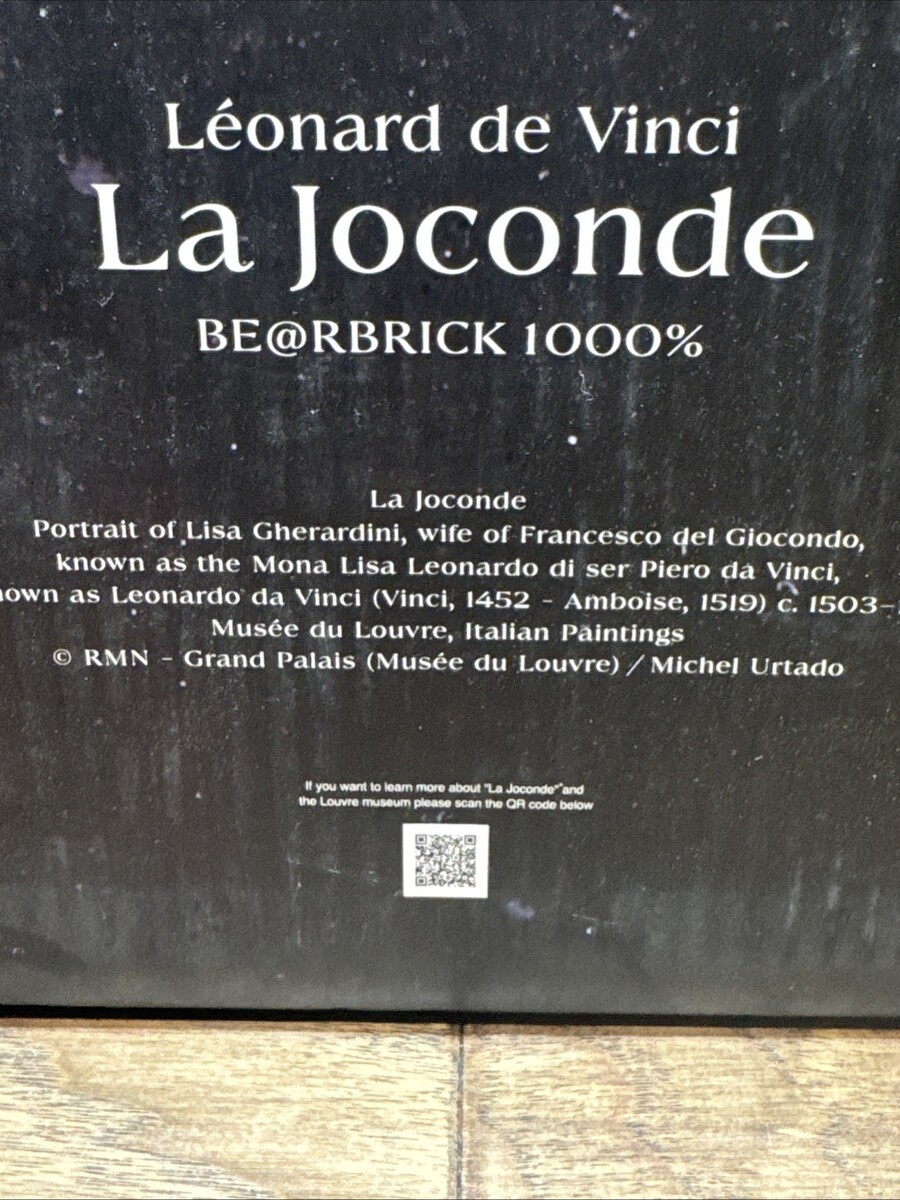 Léonard de Vinci
La Joconde
BE@RBRICK 1000%
La Joconde
Portrait of Lisa Gherardini, wife of Francesco del Giocondo,
known as the Mona Lisa Leonardo di ser Piero da Vinci,
own as Leonardo da Vinci (Vinci, 1452 - Amboise, 1519) c. 1503-
Musée du Louvre, Italian Paintings
© RMN - Grand Palais (Musée du Louvre) / Michel Urtado
If you want to learn more about "La Joconde" and
the Louvre museum please scan the QR code below